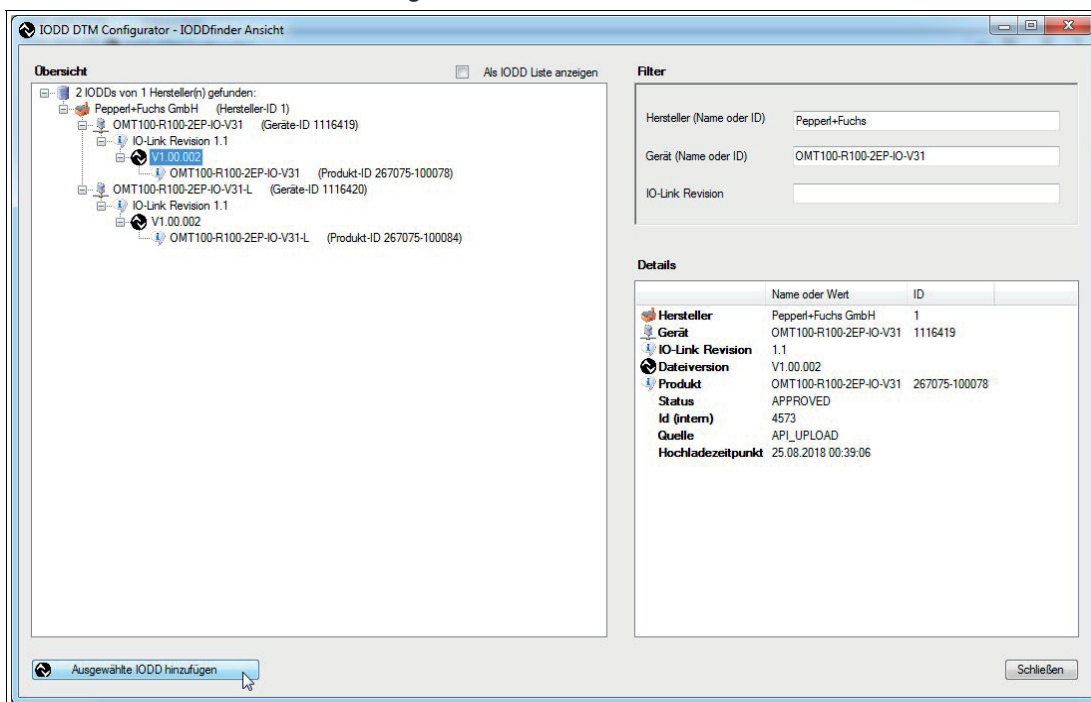 IODD DTM Configurator - IODDfinder Ansicht
Übersicht
Als IODD Liste anzeigen
2 IODDs von 1 Hersteller(n) gefunden:
Pepperl+Fuchs GmbH (Hersteller-ID 1)
OMT100-R100-2EP-IO-V31 (Geräte-ID 1116419)
IO-Link Revision 1.1
V1.00.002
OMT100-R100-2EP-IO-V31 (Produkt-ID 267075-100078)
OMT100-R100-2EP-IO-V31-L (Geräte-ID 1116420)
IO-Link Revision 1.1
V1.00.002
OMT100-R100-2EP-IO-V31-L (Produkt-ID 267075-100084)
Filter
Hersteller (Name oder ID) Pepperl+Fuchs
Gerät (Name oder ID) OMT100-R100-2EP-IO-V31
IO-Link Revision
Details
Name oder Wert ID
Hersteller Pepperl+Fuchs GmbH 1
Gerät OMT100-R100-2EP-IO-V31 1116419
IO-Link Revision 1.1
Dateiversion V1.00.002
Produkt OMT100-R100-2EP-IO-V31 267075-100078
Status APPROVED
Id (intern) 4573
Quelle API_UPLOAD
Hochladezeitpunkt 25.08.2018 00:39:06
Ausgewählte IODD hinzufügen
Schließen